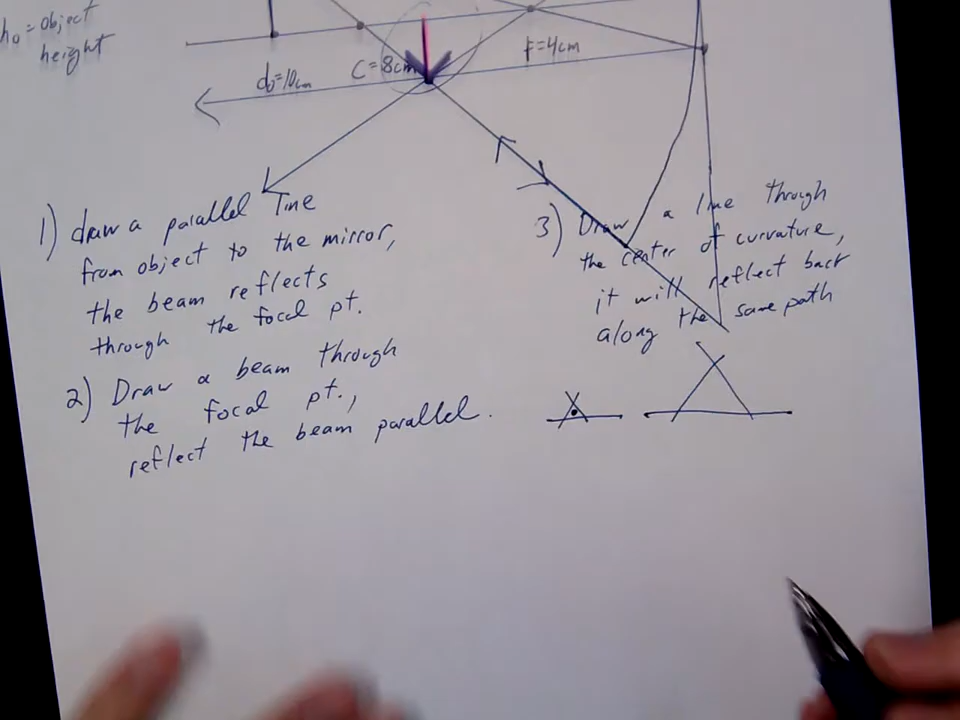 ho = object
height
do=10cm
C=8cm
F=4cm
1) draw a parallel line
from object to the mirror,
the beam reflects
through the focal pt.
2) Draw a beam through
the focal pt.,
reflect the beam parallel.
3) Draw a line through
the center of curvature,
it will reflect back
along the same path